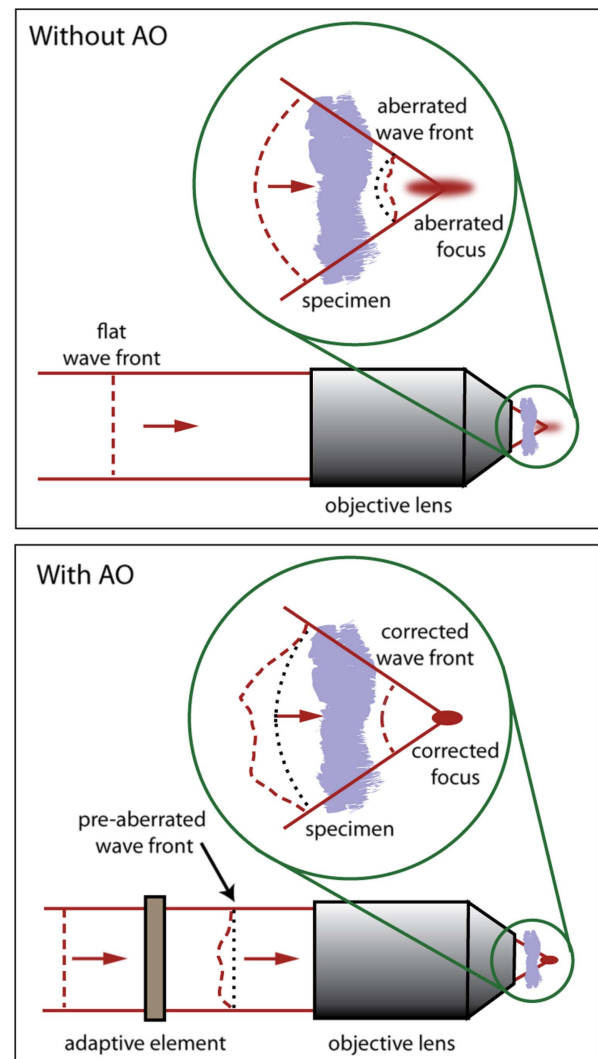 Without AO
aberrated
wave front
aberrated
focus
specimen
flat
wave front
objective lens
With AO
corrected
wave front
corrected
focus
specimen
pre-aberrated
wave front
adaptive element
objective lens